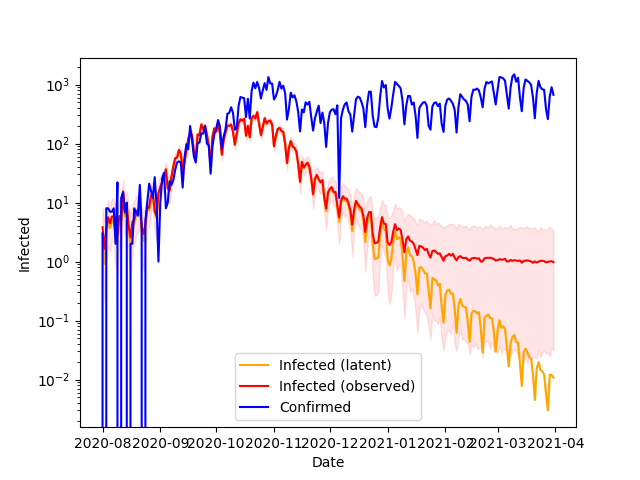 Infected
10³
10²
10¹
10⁰
10⁻¹
10⁻²
Infected (latent)
Infected (observed)
Confirmed
2020-08 2020-09 2020-10 2020-11 2020-12 2021-01 2021-02 2021-03 2021-04
Date